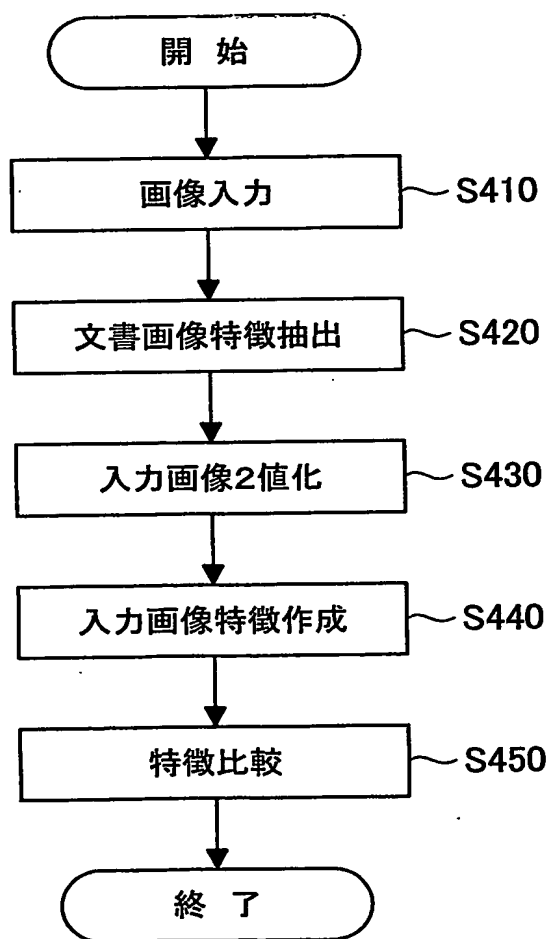 開 始
画像入力 S410
文書画像特徴抽出 S420
入力画像2値化 S430
入力画像特徴作成 S440
特徴比較 S450
終 了